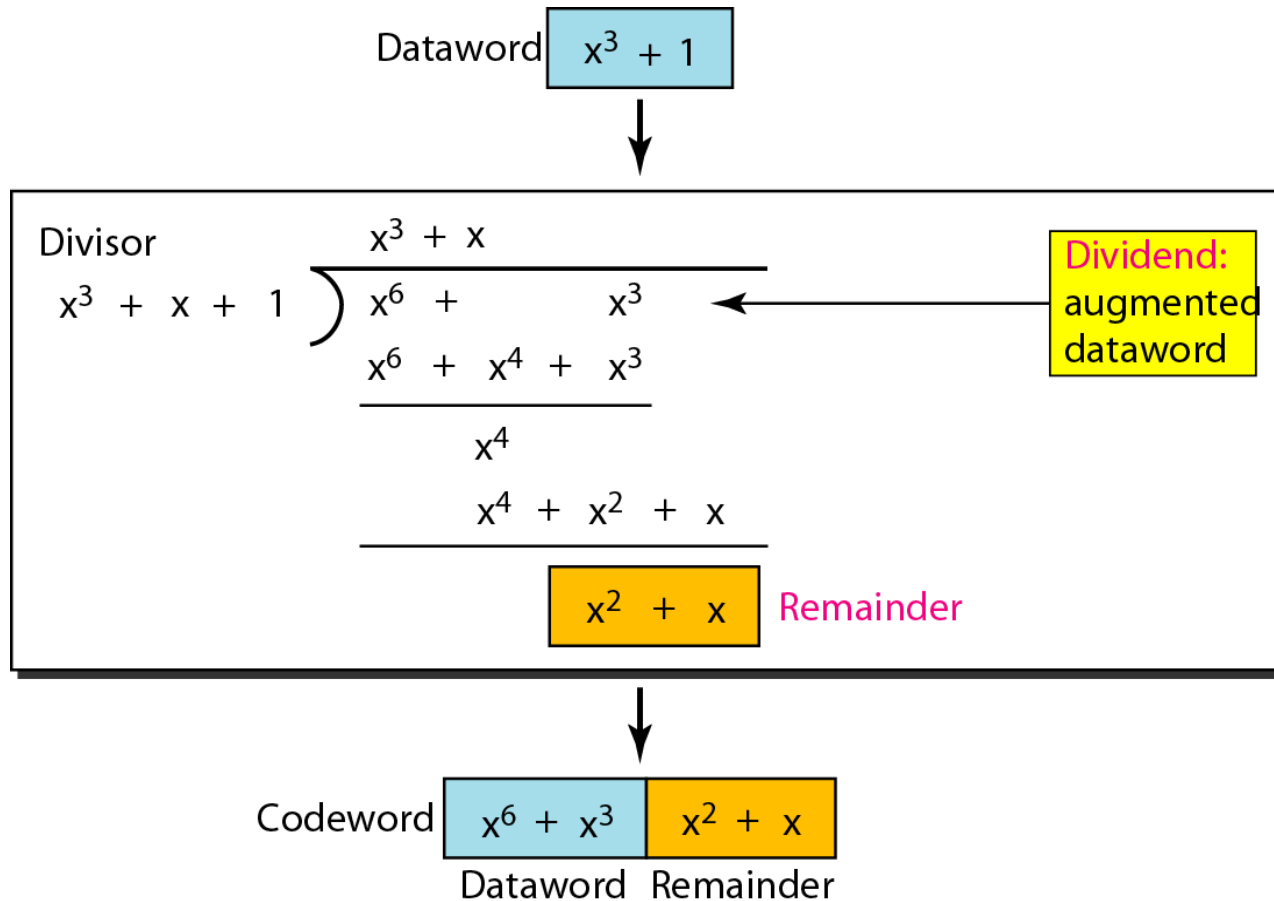 Dataword x³ + 1
Divisor
x³ + x
x³ + x + 1
x⁶ + x³
Dividend:
augmented
dataword
x⁶ + x⁴ + x³
x⁴
x⁴ + x² + x
x² + x Remainder
Codeword x⁶ + x³ x² + x
Dataword Remainder